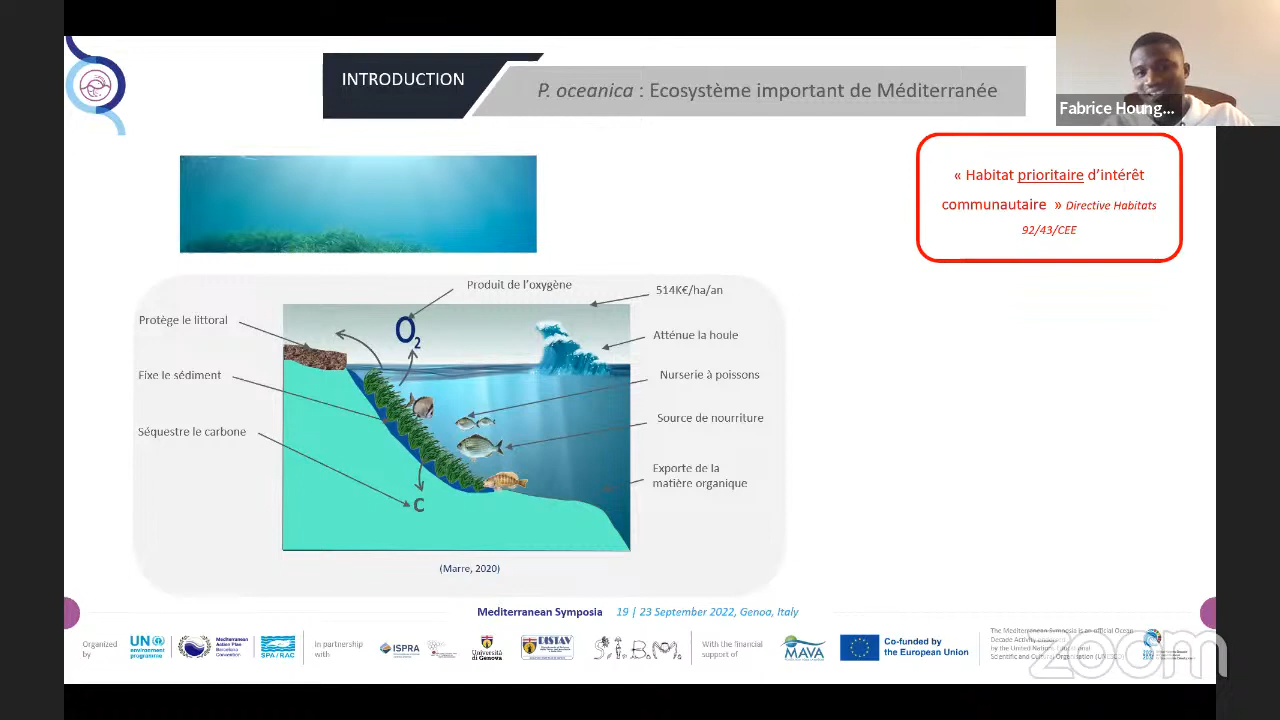 INTRODUCTION
P. oceanica : Ecosystème important de Méditerranée
Fabrice Houng...
« Habitat prioritaire d’intérêt
communautaire » Directive Habitats
92/43/CEE
Produit de l’oxygène
514K€/ha/an
Protège le littoral
O2
Atténue la houle
Fixe le sédiment
Nurserie à poissons
Source de nourriture
Séquestre le carbone
Exporte de la
matière organique
C
(Marre, 2020)
Mediterranean Symposia 19 | 23 September 2022, Genoa, Italy
Organized
by
UN
environment
programme
Mediterranean
Action Plan
Barcelona
Convention
SPA/RAC
In partnership
with
ISPRA
Università
di Genova
DISTAV
S.I.B.M.
With the financial
support of
MAVA
Co-funded by
the European Union
The Mediterranean Symposia is an official Ocean
Decade Activity
by the United Nations Educational
Scientific and Cultural Organization (UNESCO)
zoom